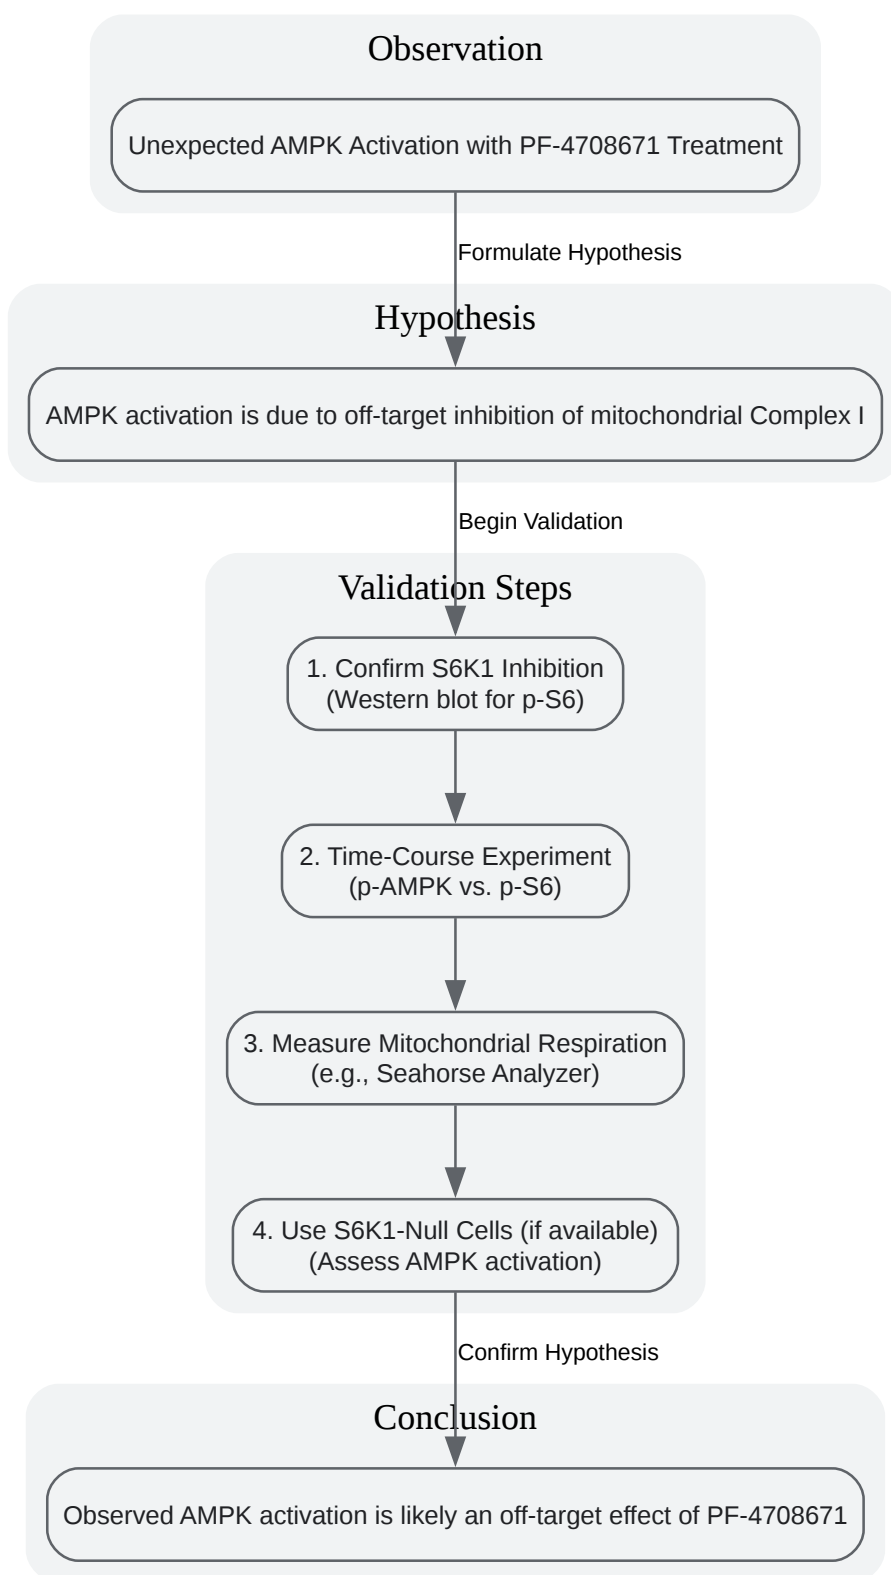 Observation
Unexpected AMPK Activation with PF-4708671 Treatment
Formulate Hypothesis
Hypothesis
AMPK activation is due to off-target inhibition of mitochondrial Complex I
Begin Validation
Validation Steps
1. Confirm S6K1 Inhibition
(Western blot for p-S6)
2. Time-Course Experiment
(p-AMPK vs. p-S6)
3. Measure Mitochondrial Respiration
(e.g., Seahorse Analyzer)
4. Use S6K1-Null Cells (if available)
(Assess AMPK activation)
Confirm Hypothesis
Conclusion
Observed AMPK activation is likely an off-target effect of PF-4708671